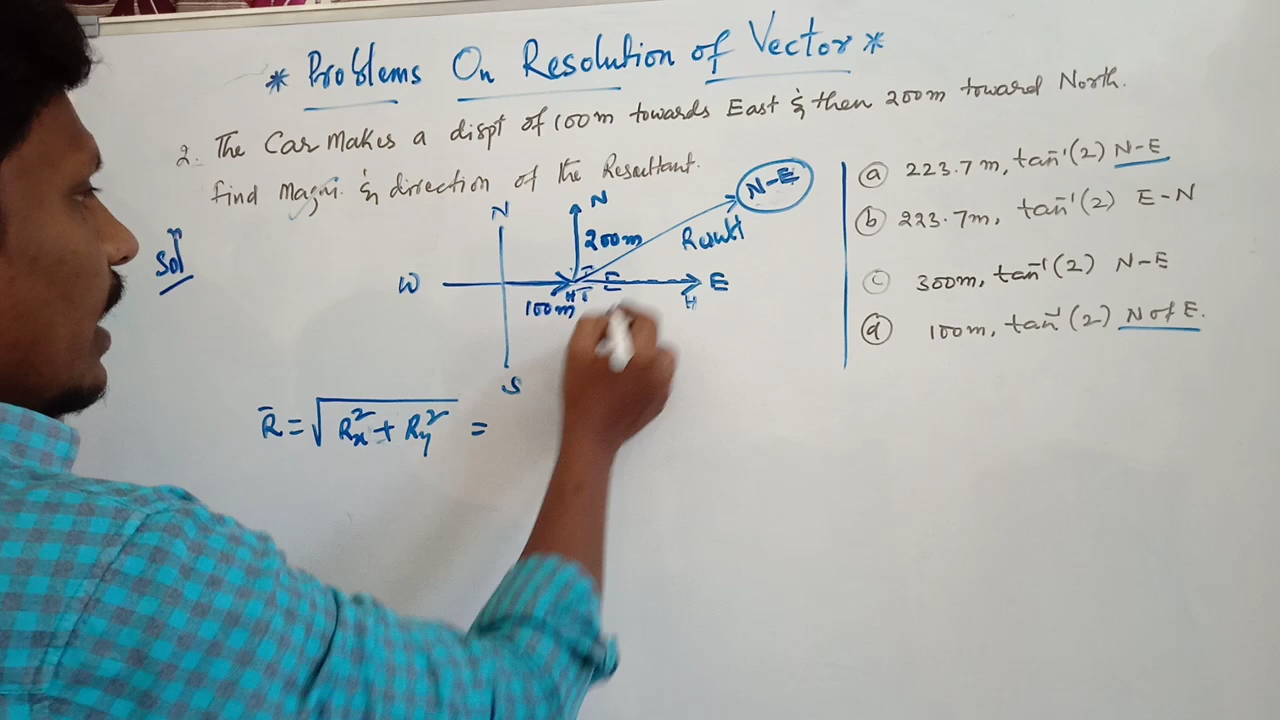 * Problems On Resolution of Vector *
2. The Car Makes a dispt of 100m towards East & then 200m toward North.
find Magni. & direction of the Resultant.
Sol n
N
N
N-E
200m
Result
W
E
100m
H
T
H
S
R̄ = √Rx² + Ry² =
a 223.7m, tan⁻¹(2) N-E
b 223.7m, tan⁻¹(2) E-N
c 300m, tan⁻¹(2) N-E
d 100m, tan⁻¹(2) N of E.